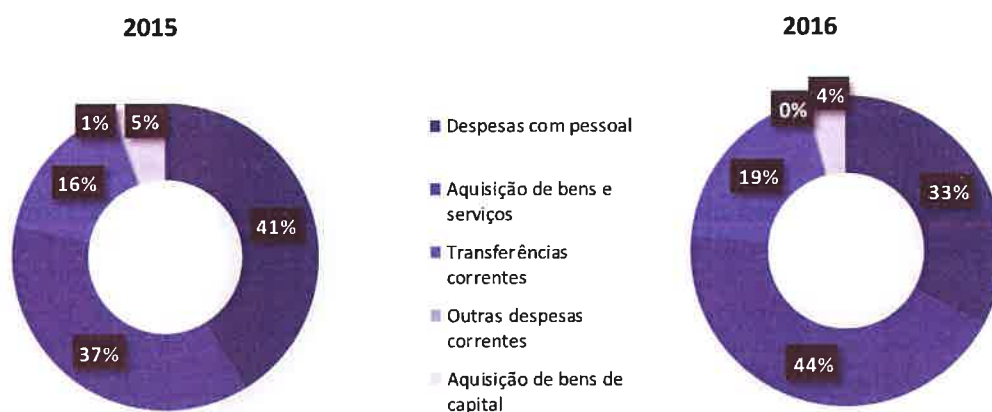 2015
2016
1%
5%
16%
41%
37%
Despesas com pessoal
Aquisição de bens e
serviços
Transferências
correntes
Outras despesas
correntes
Aquisição de bens de
capital
0%
4%
19%
33%
44%